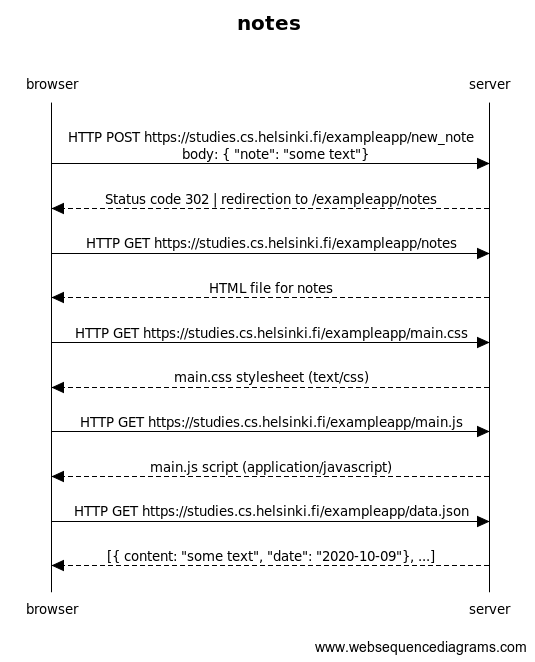 notes
browser server
HTTP POST https://studies.cs.helsinki.fi/exampleapp/new_note
body: { "note": "some text"}
Status code 302 | redirection to /exampleapp/notes
HTTP GET https://studies.cs.helsinki.fi/exampleapp/notes
HTML file for notes
HTTP GET https://studies.cs.helsinki.fi/exampleapp/main.css
main.css stylesheet (text/css)
HTTP GET https://studies.cs.helsinki.fi/exampleapp/main.js
main.js script (application/javascript)
HTTP GET https://studies.cs.helsinki.fi/exampleapp/data.json
[{ content: "some text", "date": "2020-10-09"}, ...]
browser server
www.websequencediagrams.com